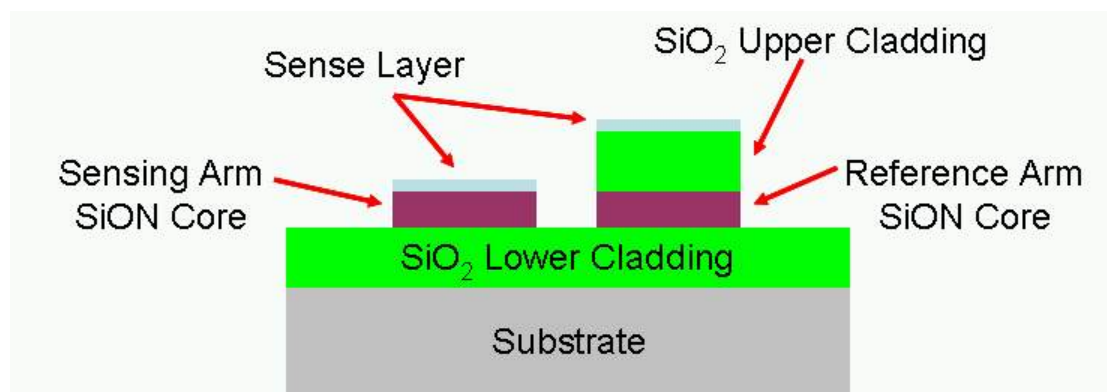 SiO₂ Upper Cladding
Sense Layer
Sensing Arm
SiON Core
Reference Arm
SiON Core
SiO₂ Lower Cladding
Substrate